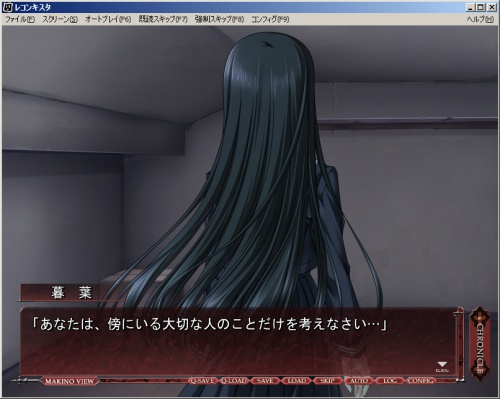 レコンキスタ
ファイル(F) スクリーン(S) オートプレイ(F6) 既読スキップ(F7) 強制スキップ(F8) コンフィグ(F9) ヘルプ(H)
暮葉
「あなたは、傍にいる大切な人のことだけを考えなさい…」
CHRONICLE
CLICK:
MAKINO VIEW Q-SAVE Q-LOAD SAVE LOAD SKIP AUTO LOG CONFIG